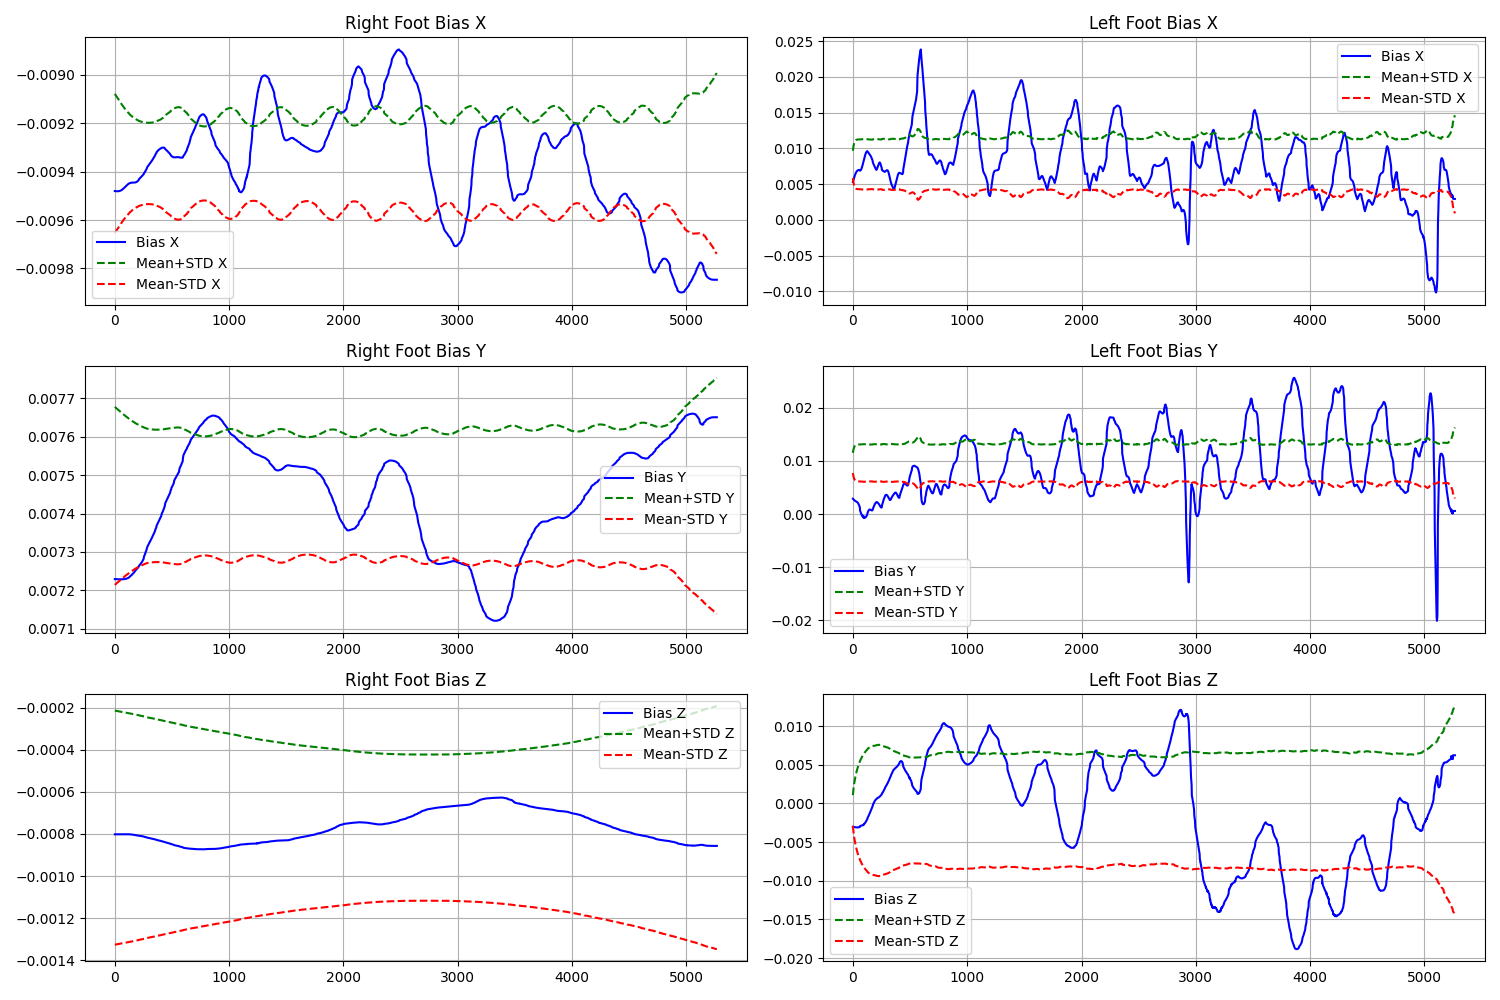 Right Foot Bias X
−0.0090
−0.0092
−0.0094
−0.0096
−0.0098
Bias X
Mean+STD X
Mean-STD X
0 1000 2000 3000 4000 5000
Left Foot Bias X
0.025
0.020
0.015
0.010
0.005
0.000
−0.005
−0.010
Bias X
Mean+STD X
Mean-STD X
0 1000 2000 3000 4000 5000
Right Foot Bias Y
0.0077
0.0076
0.0075
0.0074
0.0073
0.0072
0.0071
Bias Y
Mean+STD Y
Mean-STD Y
0 1000 2000 3000 4000 5000
Left Foot Bias Y
0.02
0.01
0.00
−0.01
−0.02
Bias Y
Mean+STD Y
Mean-STD Y
0 1000 2000 3000 4000 5000
Right Foot Bias Z
−0.0002
−0.0004
−0.0006
−0.0008
−0.0010
−0.0012
−0.0014
Bias Z
Mean+STD Z
Mean-STD Z
0 1000 2000 3000 4000 5000
Left Foot Bias Z
0.010
0.005
0.000
−0.005
−0.010
−0.015
−0.020
Bias Z
Mean+STD Z
Mean-STD Z
0 1000 2000 3000 4000 5000